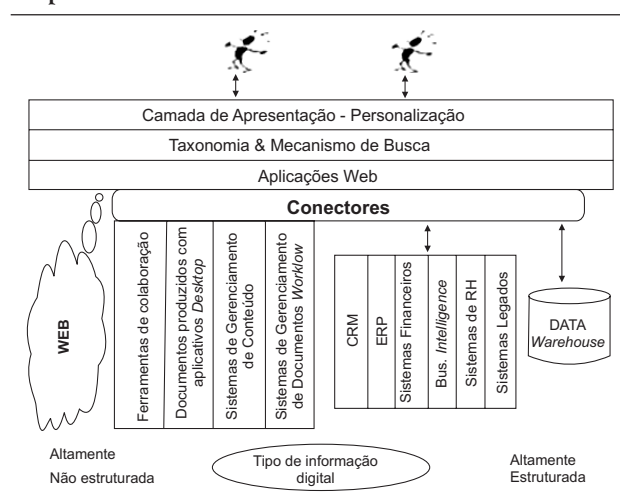 Camada de Apresentação - Personalização
Taxonomia & Mecanismo de Busca
Aplicações Web
Conectores
WEB
Ferramentas de colaboração
Documentos produzidos com
aplicativos Desktop
Sistemas de Gerenciamento
de Conteúdo
Sistemas de Gerenciamento
de Documentos Worklow
CRM
ERP
Sistemas Financeiros
Bus. Intelligence
Sistemas de RH
Sistemas Legados
DATA
Warehouse
Altamente
Não estruturada
Tipo de informação
digital
Altamente
Estruturada